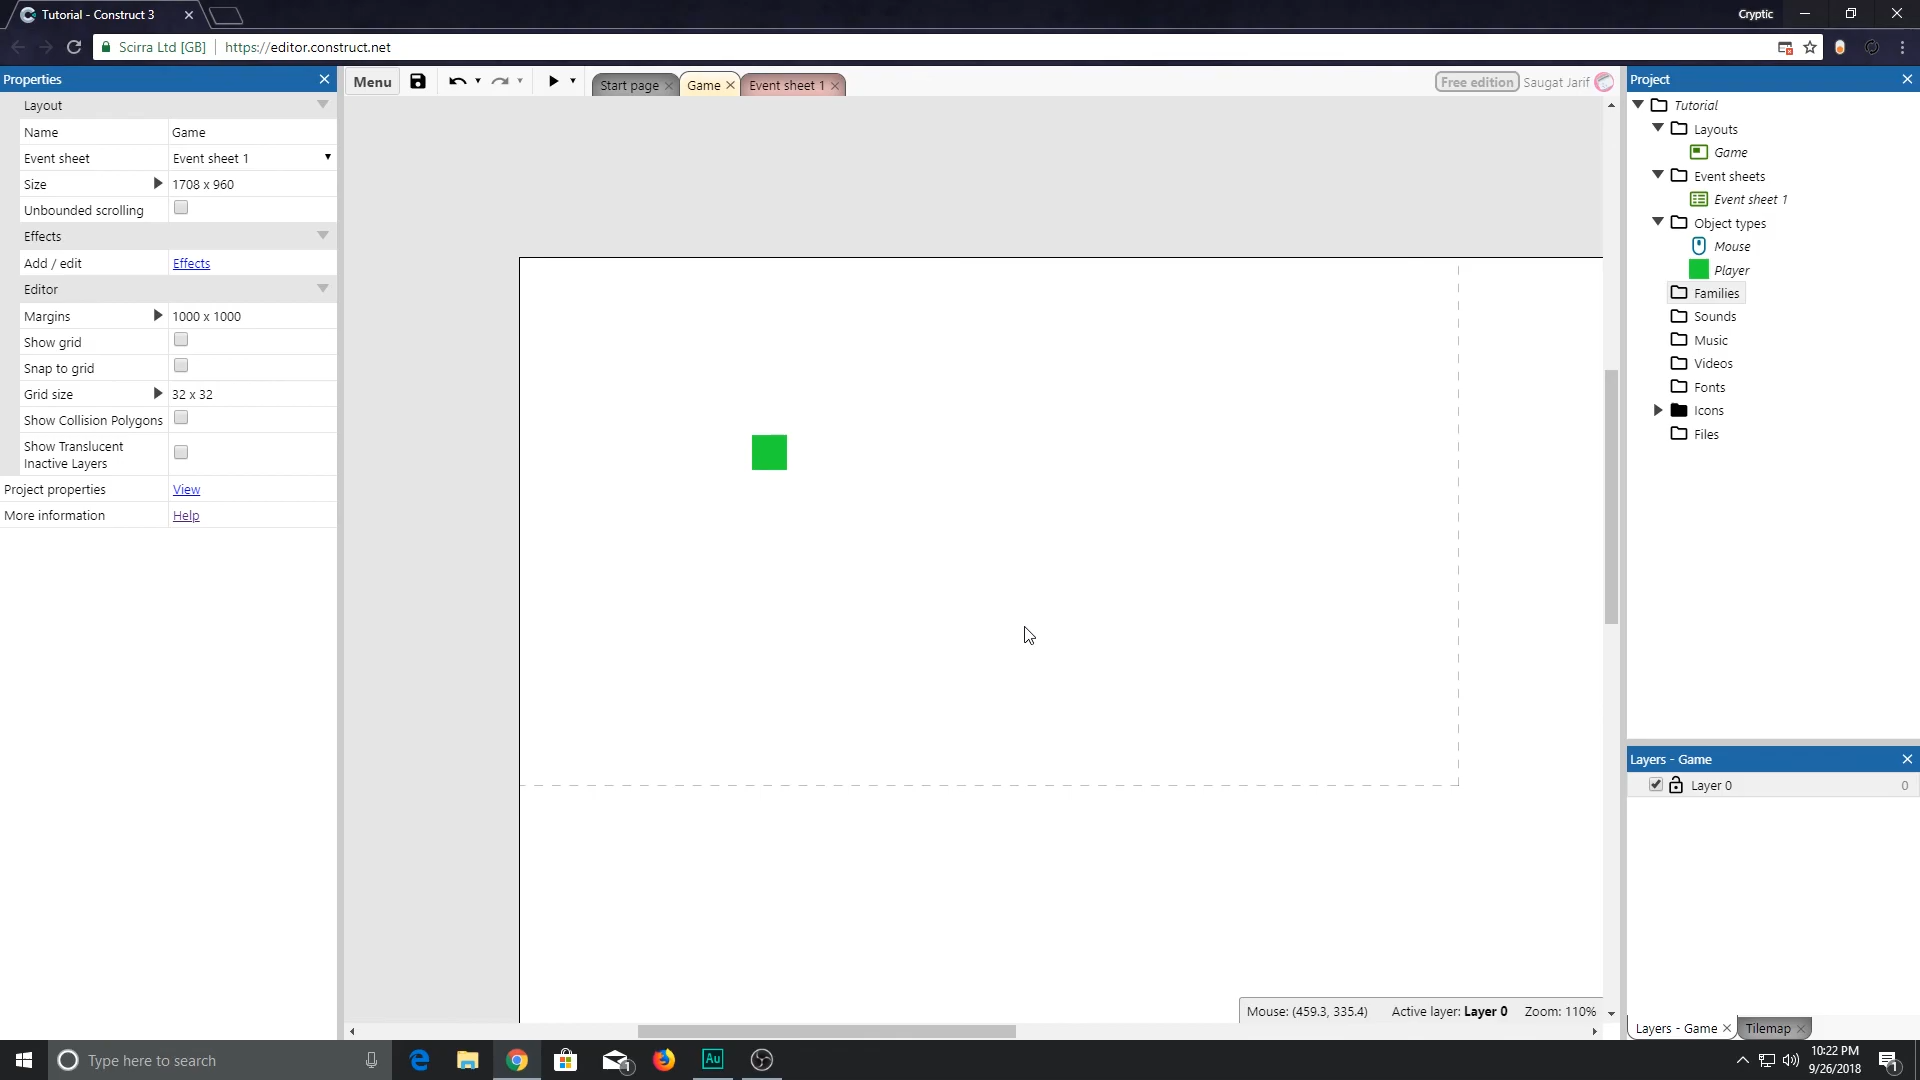 Tutorial - Construct 3
Cryptic
Scirra Ltd [GB]
https://editor.construct.net
Properties
Layout
Name
Game
Event sheet
Event sheet 1
Size
1708 x 960
Unbounded scrolling
Effects
Add / edit
Effects
Editor
Margins
1000 x 1000
Show grid
Snap to grid
Grid size
32 x 32
Show Collision Polygons
Show Translucent
Inactive Layers
Project properties
View
More information
Help
Menu
Start page
Game
Event sheet 1
Free edition
Saugat Jarif
Mouse: (459.3, 335.4)
Active layer: Layer 0
Zoom: 110%
Project
Tutorial
Layouts
Game
Event sheets
Event sheet 1
Object types
Mouse
Player
Families
Sounds
Music
Videos
Fonts
Icons
Files
Layers - Game
Layer 0
0
Layers - Game
Tilemap
Type here to search
1
Au
10:22 PM
9/26/2018
1